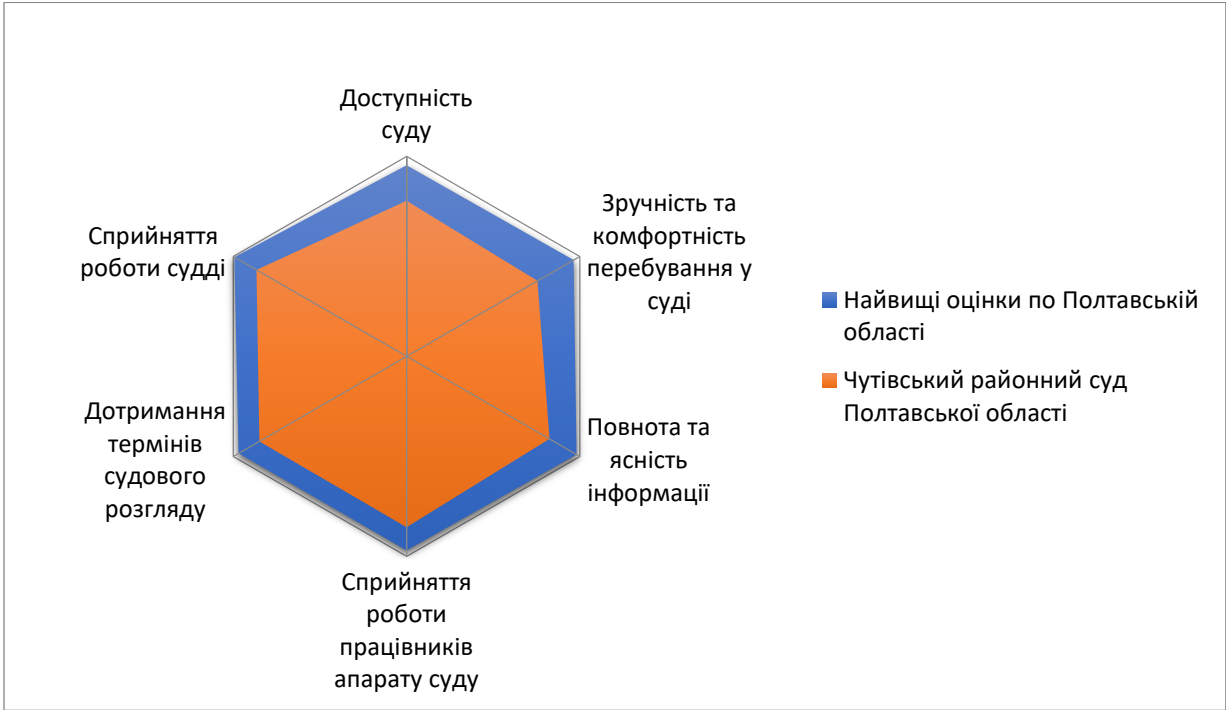 Доступність
суду
Зручність та
комфортність
перебування у
суді
Повнота та
ясність
інформації
Сприйняття
роботи
працівників
апарату суду
Дотримання
термінів
судового
розгляду
Сприйняття
роботи судді
Найвищі оцінки по Полтавській
області
Чутівський районний суд
Полтавської області